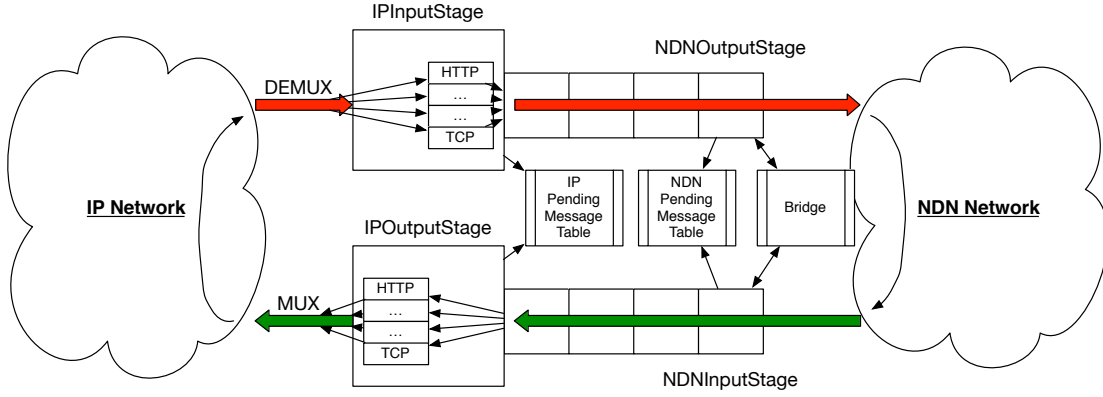 IPInputStage
NDNOutputStage
DEMUX
HTTP
...
...
TCP
IP Network
IP
Pending
Message
Table
NDN
Pending
Message
Table
Bridge
NDN Network
IPOutputStage
MUX
HTTP
...
...
TCP
NDNInputStage